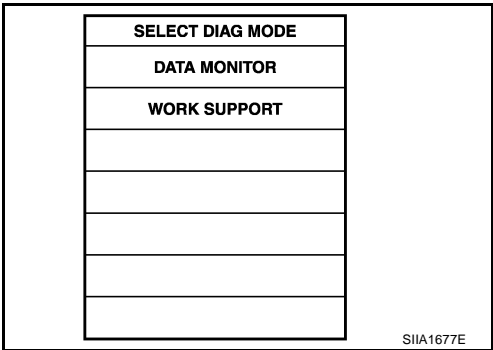 SELECT DIAG MODE
DATA MONITOR
WORK SUPPORT
SIIA1677E